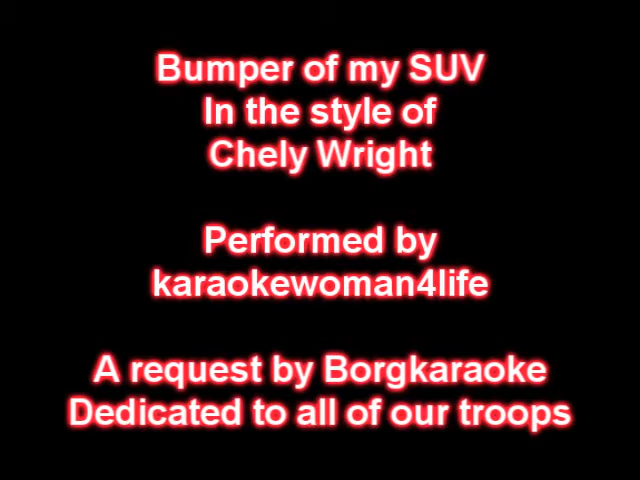 Bumper of my SUV
In the style of
Chely Wright
Performed by
karaokewoman4life
A request by Borgkaraoke
Dedicated to all of our troops